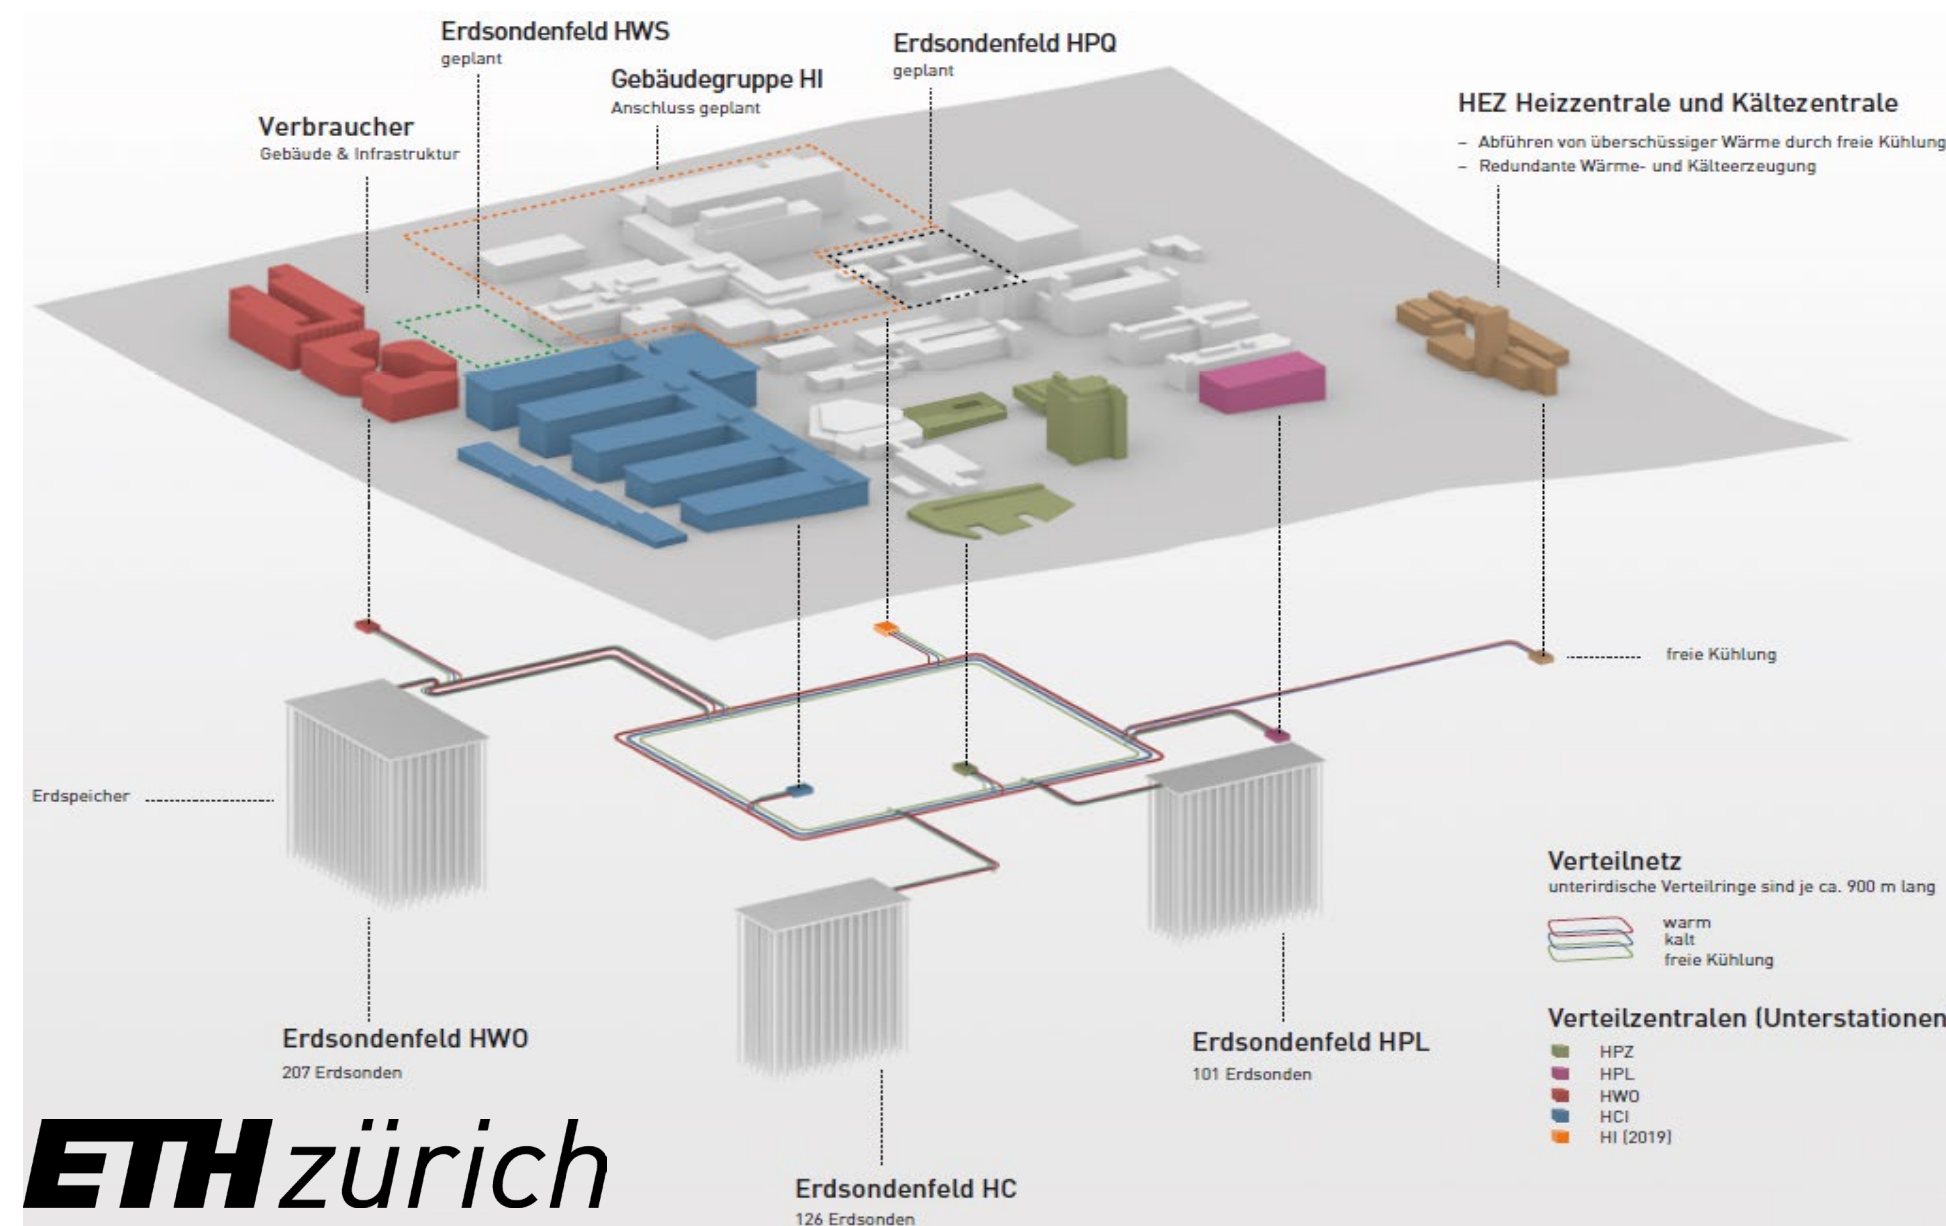 Erdsondenfeld HWS
geplant
Erdsondenfeld HPQ
geplant
Gebäudegruppe HI
Anschluss geplant
HEZ Heizzentrale und Kältezentrale
– Abführen von überschüssiger Wärme durch freie Kühlung
– Redundante Wärme- und Kälteerzeugung
Verbraucher
Gebäude & Infrastruktur
freie Kühlung
Erdspeicher
Verteilnetz
unterirdische Verteilringe sind je ca. 900 m lang
warm
kalt
freie Kühlung
Erdsondenfeld HWO
207 Erdsonden
Erdsondenfeld HPL
101 Erdsonden
Verteilzentralen (Unterstationen
HPZ
HPL
HWO
HCI
HI (2019)
ETH zürich
Erdsondenfeld HC
126 Erdsonden